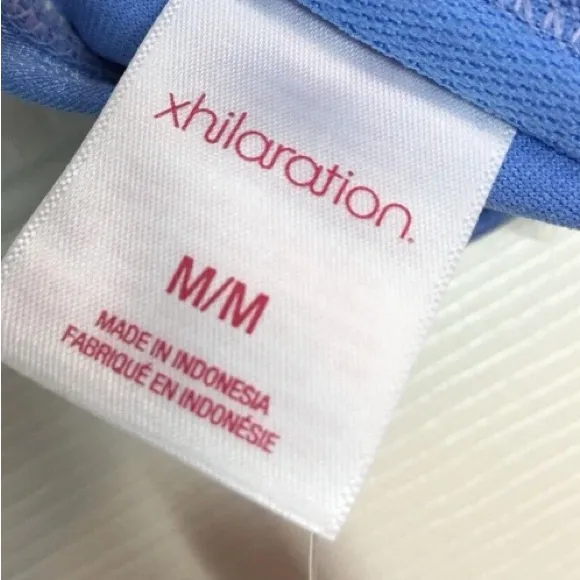 xhilaration.
M/M
MADE IN INDONESIA
FABRIQUÉ EN INDONÉSIE